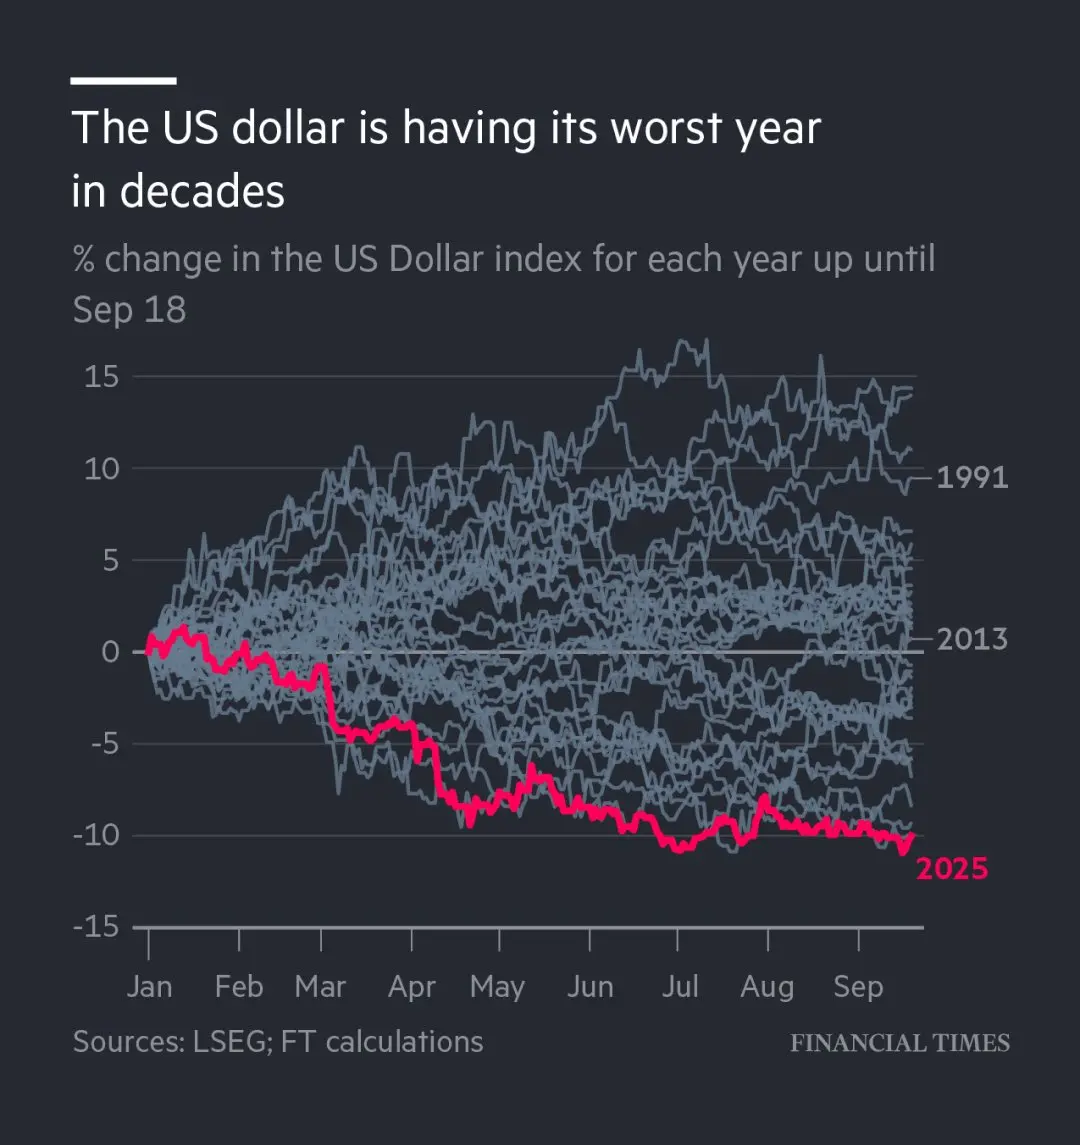 The US dollar is having its worst year
in decades
% change in the US Dollar index for each year up until
Sep 18
15
10
1991
5
2013
0
-5
-10
2025
-15
Jan Feb Mar Apr May Jun Jul Aug Sep
Sources: LSEG; FT calculations
FINANCIAL TIMES